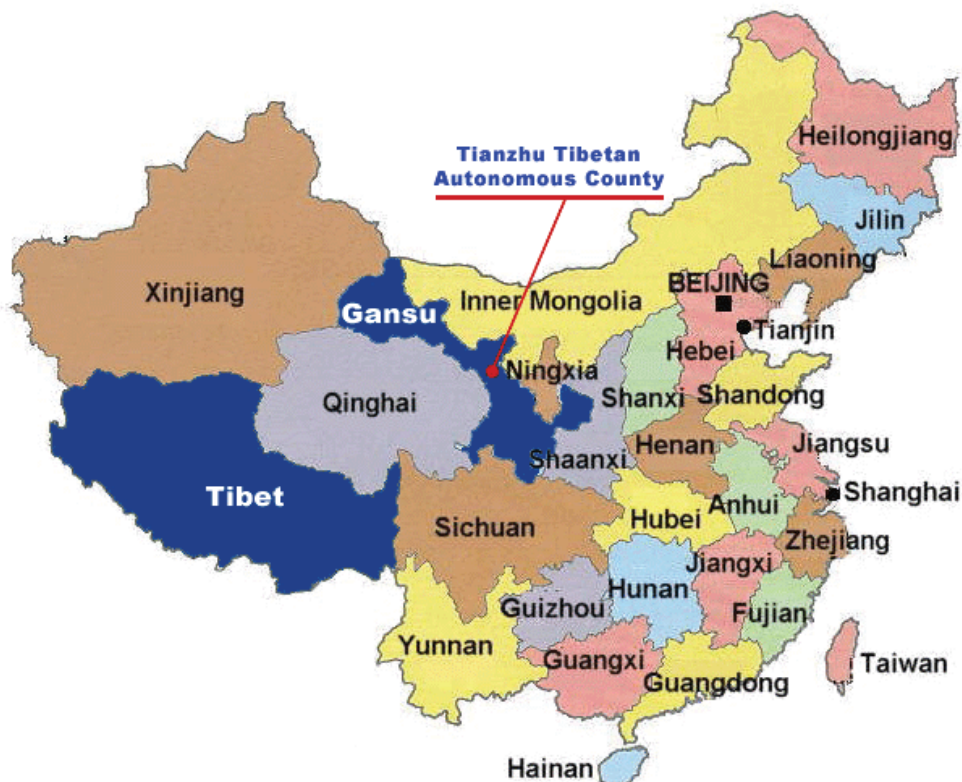 Heilongjiang
Tianzhu Tibetan
Autonomous County
Jilin
Liaoning
BEIJING
Xinjiang
Inner Mongolia
Gansu
Tianjin
Hebei
Ningxia
Shanxi
Shandong
Qinghai
Henan
Jiangsu
Shaanxi
Tibet
Shanghai
Anhui
Sichuan
Hubei
Zhejiang
Jiangxi
Hunan
Guizhou
Fujian
Yunnan
Guangxi
Taiwan
Guangdong
Hainan